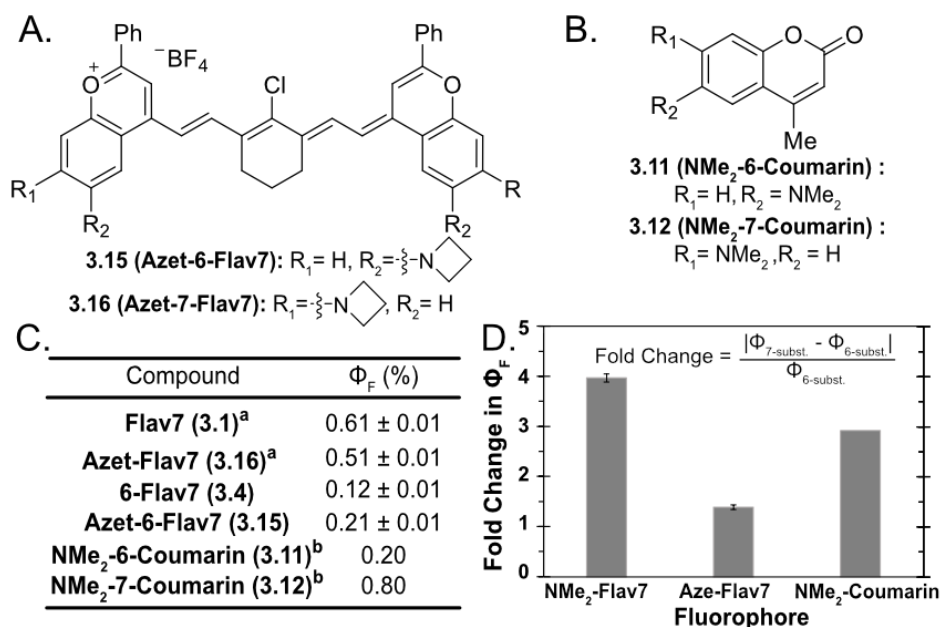 A.
Ph
⁻BF₄
O
+
Cl
Ph
O
R₁
R₂
R₂
R
3.15 (Azet-6-Flav7): R₁= H, R₂= N
3.16 (Azet-7-Flav7): R₁= N , R₂= H
B.
R₁
R₂
O
O
Me
3.11 (NMe₂-6-Coumarin) :
R₁= H, R₂ = NMe₂
3.12 (NMe₂-7-Coumarin) :
R₁= NMe₂ ,R₂ = H
C.
Compound Φ_F (%)
Flav7 (3.1)ᵃ 0.61 ± 0.01
Azet-Flav7 (3.16)ᵃ 0.51 ± 0.01
6-Flav7 (3.4) 0.12 ± 0.01
Azet-6-Flav7 (3.15) 0.21 ± 0.01
NMe₂-6-Coumarin (3.11)ᵇ 0.20
NMe₂-7-Coumarin (3.12)ᵇ 0.80
D.
Fold Change in Φ_F
5
4
3
2
1
0
Fold Change = |Φ_7-subst. - Φ_6-subst.|
Φ_6-subst.
NMe₂-Flav7 Aze-Flav7 NMe₂-Coumarin
Fluorophore